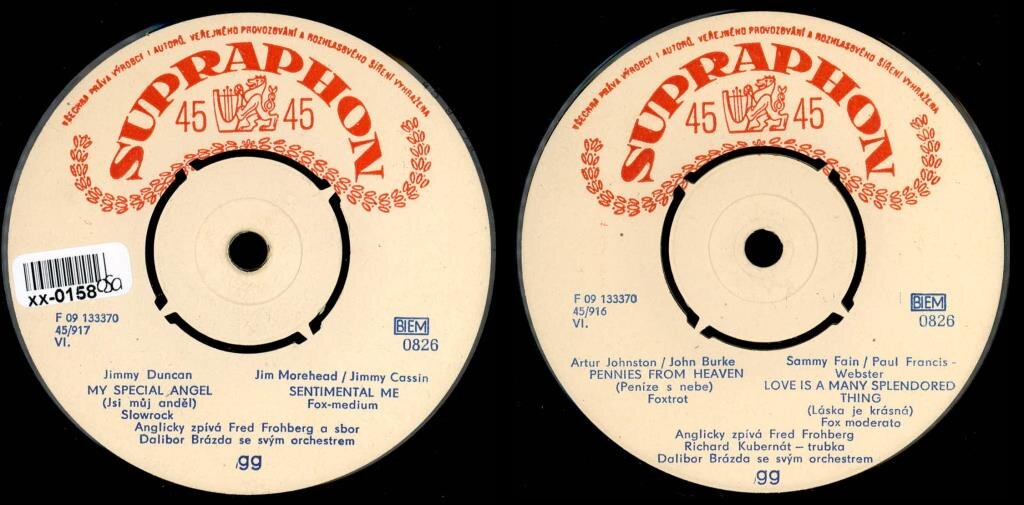 VŠECHNA PRÁVA VÝROBCE I AUTORŮ, VEŘEJNÉHO PROVOZOVÁNÍ A ROZHLASOVÉHO ŠÍŘENÍ VYHRAŽENA
SUPRAPHON
45 45
xx-0158
F 09 133370
45/917
VI.
BIEM
0826
Jimmy Duncan
MY SPECIAL ANGEL
(Jsi můj anděl)
Slowrock
Jim Morehead / Jimmy Cassin
SENTIMENTAL ME
Fox-medium
Anglicky zpívá Fred Frohberg a sbor
Dalibor Brázda se svým orchestrem
/gg
VŠECHNA PRÁVA VÝROBCE I AUTORŮ, VEŘEJNÉHO PROVOZOVÁNÍ A ROZHLASOVÉHO ŠÍŘENÍ VYHRAŽENA
SUPRAPHON
45 45
F 09 133370
45/916
VI.
BIEM
0826
Artur Johnston / John Burke
PENNIES FROM HEAVEN
(Peníze s nebe)
Foxtrot
Sammy Fain / Paul Francis -
Webster
LOVE IS A MANY SPLENDORED
THING
(Láska je krásná)
Fox moderato
Anglicky zpívá Fred Frohberg
Richard Kubernát – trubka
Dalibor Brázda se svým orchestrem
/gg